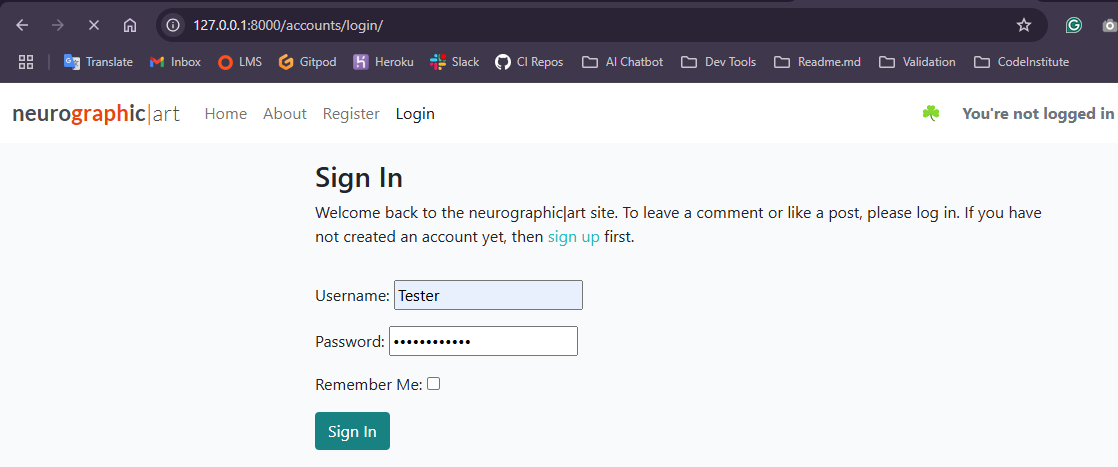 127.0.0.1:8000/accounts/login/
Translate Inbox LMS Gitpod Heroku Slack CI Repos AI Chatbot Dev Tools Readme.md Validation CodeInstitute
neurographic|art Home About Register Login ☘️ You're not logged in
Sign In
Welcome back to the neurographic|art site. To leave a comment or like a post, please log in. If you have
not created an account yet, then sign up first.
Username: Tester
Password: ••••••••••••
Remember Me:
Sign In